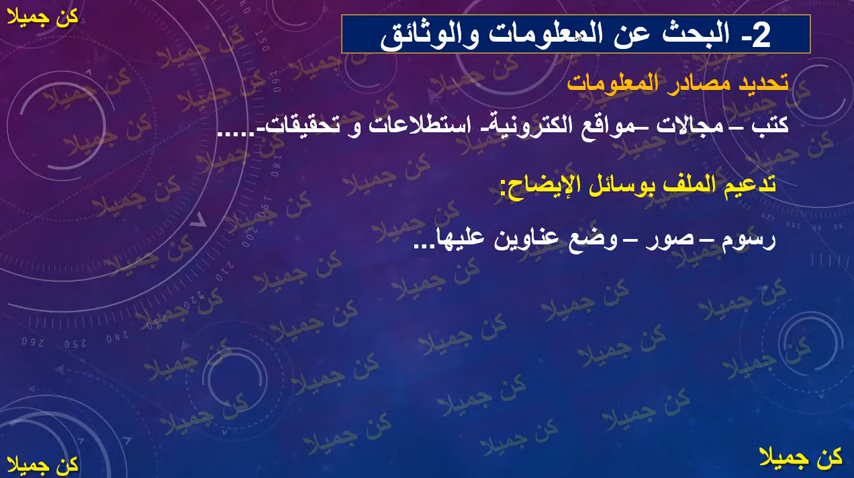 كن جميلا
2- البحث عن المعلومات والوثائق
تحديد مصادر المعلومات
كتب – مجالات –مواقع الكترونية- استطلاعات و تحقيقات-.....
تدعيم الملف بوسائل الإيضاح:
رسوم – صور – وضع عناوين عليها...
كن جميلا
كن جميلا